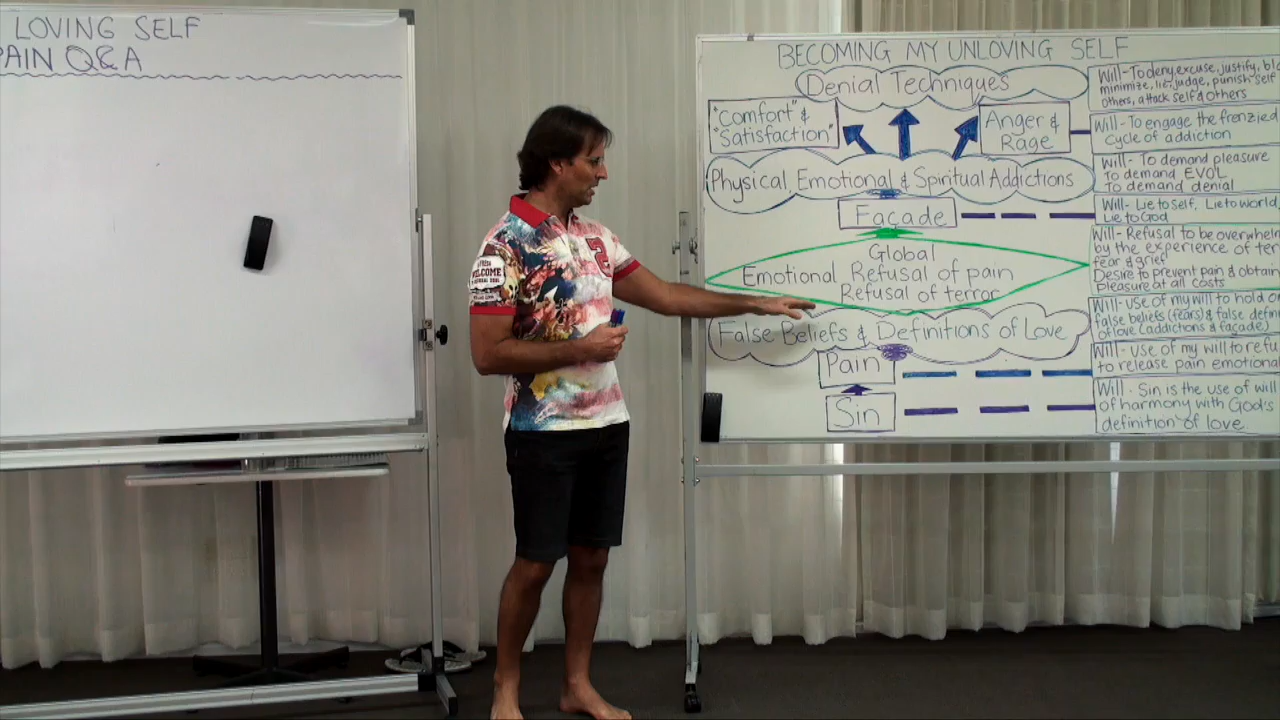 LOVING SELF
PAIN Q&A
WELCOME
BECOMING MY UNLOVING SELF
Denial Techniques
"Comfort" &
"Satisfaction"
Anger &
Rage
Physical Emotional & Spiritual Addictions
Façade
Global
Emotional Refusal of pain
Refusal of terror
False Beliefs & Definitions of Love
Pain
Sin
Will - To deny, excuse, justify, bl
minimize, lie, judge, punish self
others, attack self & others
Will - To engage the frenzied
cycle of addiction
Will - To demand pleasure
To demand EVOL
To demand denial
Will - Lie to self, Lie to world,
Lie to God
Will - Refusal to be overwhelm
by the experience of ter
fear & grief
Desire to prevent pain & obtain
pleasure at all costs
Will - use of my will to hold on
false beliefs (fears) & false defin
of love (addictions & facade)
Will - use of my will to refu
to release pain emotional
Will - Sin is the use of will
of harmony with God's
definition of love